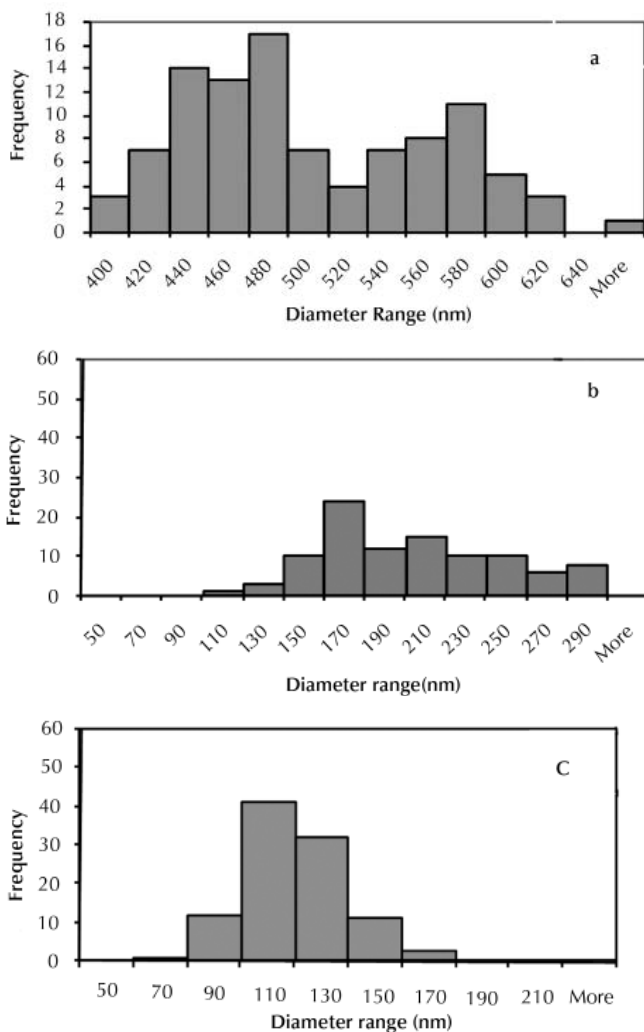 18
16
14
12
10
8
6
4
2
0
Frequency
a
400 420 440 460 480 500 520 540 560 580 600 620 640 More
Diameter Range (nm)
60
50
40
30
20
10
0
Frequency
b
50 70 90 110 130 150 170 190 210 230 250 270 290 More
Diameter range(nm)
60
50
40
30
20
10
0
Frequency
C
50 70 90 110 130 150 170 190 210 More
Diameter range (nm)